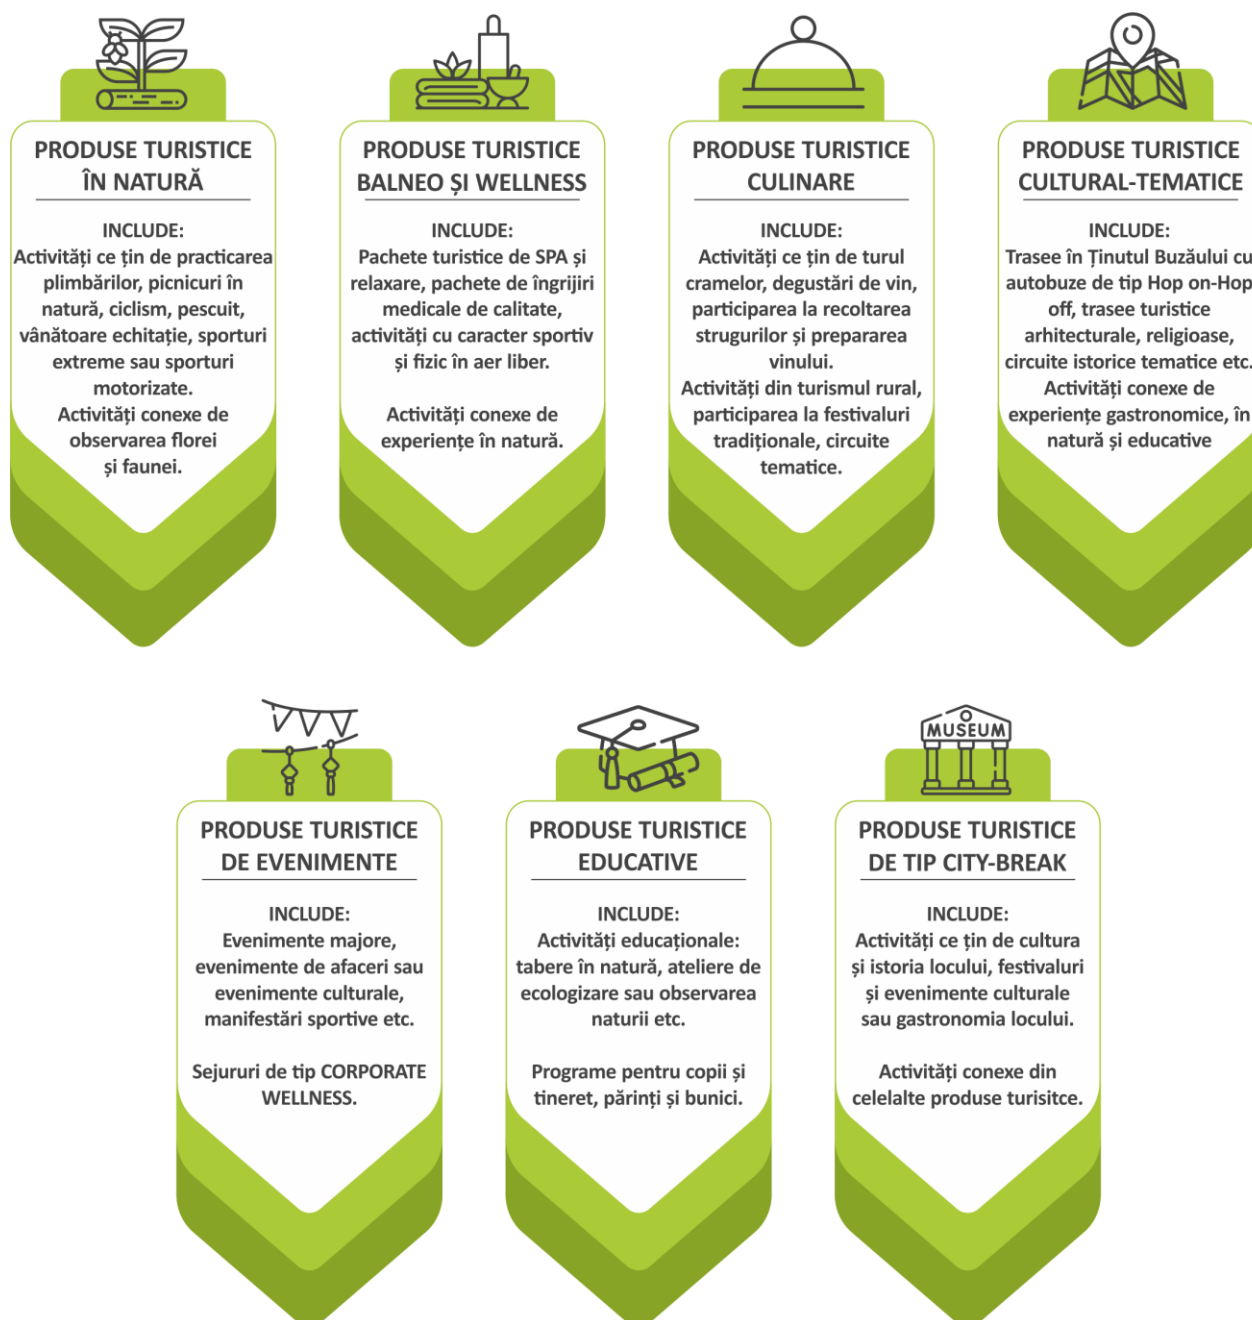 PRODUSE TURISTICE
ÎN NATURĂ
INCLUDE:
Activități ce țin de practicarea
plimbărilor, picnicuri în
natură, ciclism, pescuit,
vânătoare echitație, sporturi
extreme sau sporturi
motorizate.
Activități conexe de
observarea florei
și faunei.
PRODUSE TURISTICE
BALNEO ȘI WELLNESS
INCLUDE:
Pachete turistice de SPA și
relaxare, pachete de îngrijiri
medicale de calitate,
activități cu caracter sportiv
și fizic în aer liber.
Activități conexe de
experiențe în natură.
PRODUSE TURISTICE
CULINARE
INCLUDE:
Activități ce țin de turul
cramelor, degustări de vin,
participarea la recoltarea
strugurilor și prepararea
vinului.
Activități din turismul rural,
participarea la festivaluri
tradiționale, circuite
tematice.
PRODUSE TURISTICE
CULTURAL-TEMATICE
INCLUDE:
Trasee în Ținutul Buzăului cu
autobuze de tip Hop on-Hop
off, trasee turistice
arhitecturale, religioase,
circuite istorice tematice etc.
Activități conexe de
experiențe gastronomice, în
natură și educative
PRODUSE TURISTICE
DE EVENIMENTE
INCLUDE:
Evenimente majore,
evenimente de afaceri sau
evenimente culturale,
manifestări sportive etc.
Sejururi de tip CORPORATE
WELLNESS.
PRODUSE TURISTICE
EDUCATIVE
INCLUDE:
Activități educaționale:
tabere în natură, ateliere de
ecologizare sau observarea
naturii etc.
Programe pentru copii și
tineret, părinți și bunici.
MUSEUM
PRODUSE TURISTICE
DE TIP CITY-BREAK
INCLUDE:
Activități ce țin de cultura
și istoria locului, festivaluri
și evenimente culturale
sau gastronomia locului.
Activități conexe din
celelalte produse turisitce.